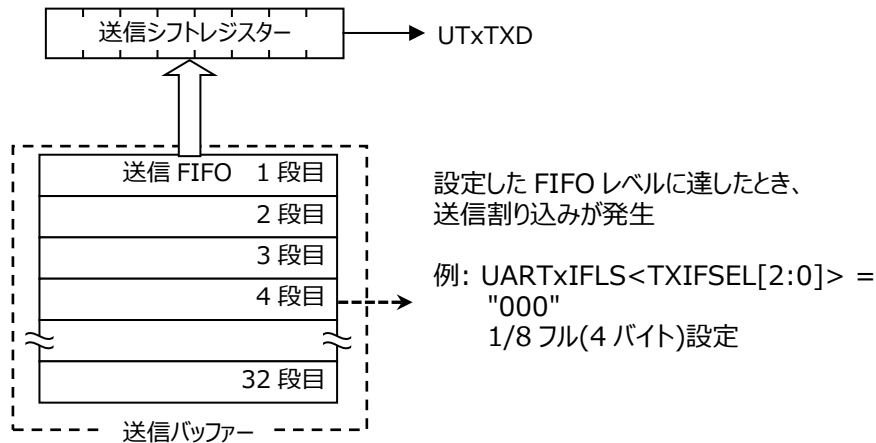 送信シフトレジスター
UTxTXD
送信 FIFO 1 段目
2 段目
3 段目
4 段目
32 段目
送信バッファー
設定した FIFO レベルに達したとき、
送信割り込みが発生
例: UARTxIFLS<TXIFSEL[2:0]> =
"000"
1/8 フル(4 バイト)設定